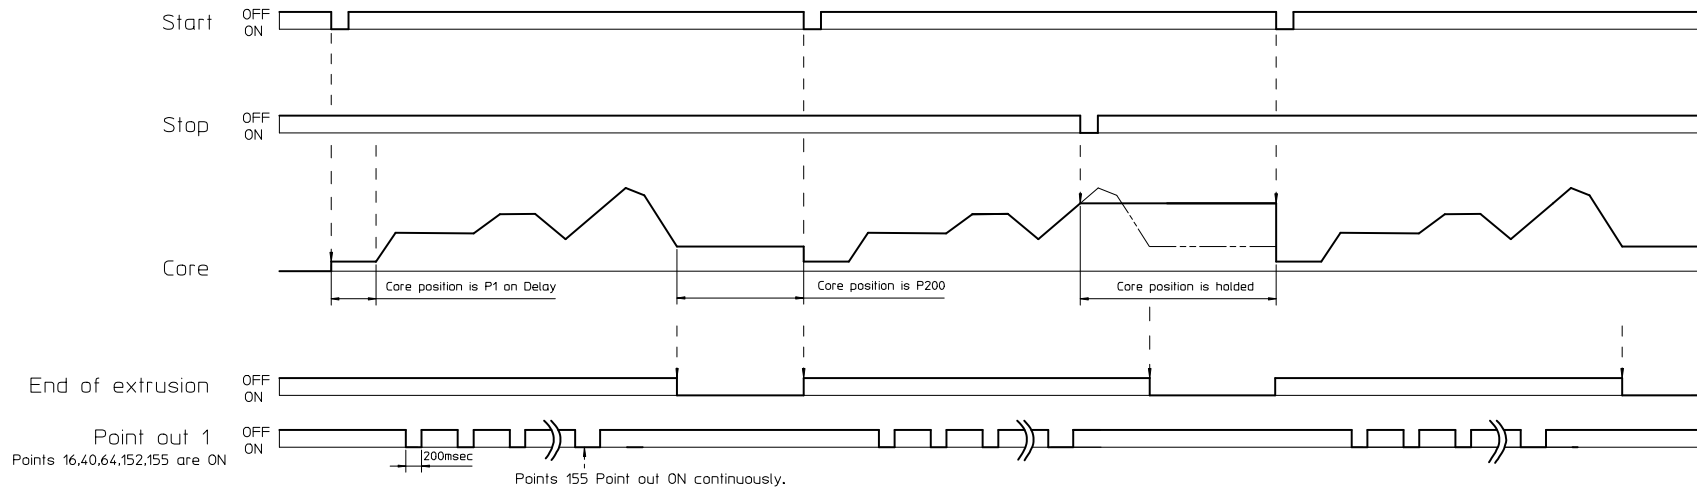 Start OFF
ON
Stop OFF
ON
Core
Core position is P1 on Delay
Core position is P200
Core position is holded
End of extrusion OFF
ON
Point out 1 OFF
ON
Points 16,40,64,152,155 are ON
200msec
Points 155 Point out ON continuously.